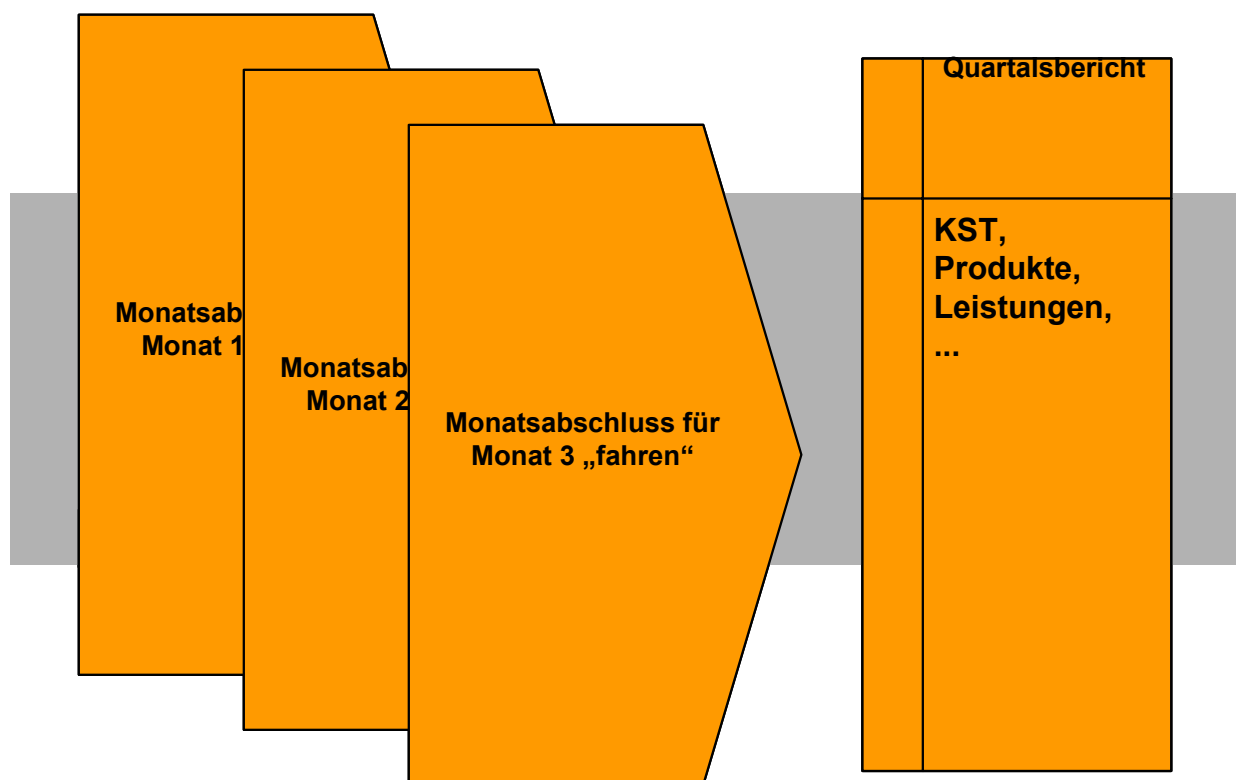 Monatsab
Monat 1
Monatsab
Monat 2
Monatsabschluss für
Monat 3 „fahren“
Quartalsbericht
KST,
Produkte,
Leistungen,
...